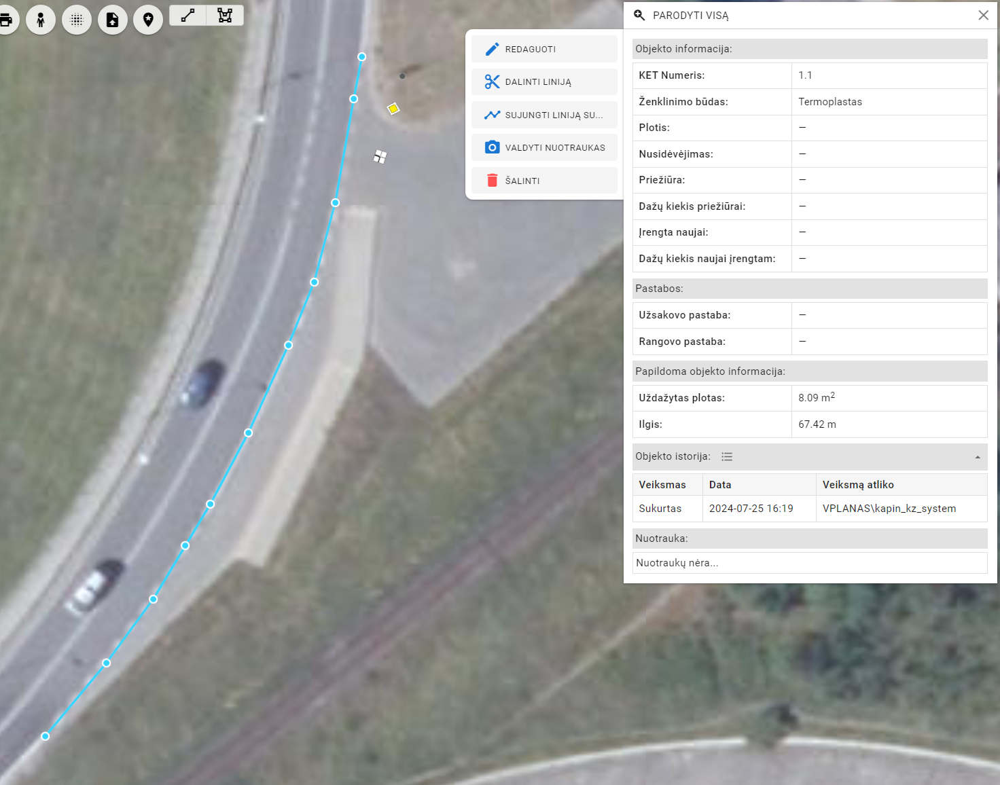 PARODYTI VISĄ
REDAGUOTI
DALINTI LINIJĄ
SUJUNGTI LINIJĄ SU...
VALDYTI NUOTRAUKAS
ŠALINTI
Objekto informacija:
KET Numeris: 1.1
Ženklinimo būdas: Termoplastas
Plotis: —
Nusidėvėjimas: —
Priežiūra: —
Dažų kiekis priežiūrai: —
Įrengta naujai: —
Dažų kiekis naujai įrengtam: —
Pastabos:
Užsakovo pastaba: —
Rangovo pastaba: —
Papildoma objekto informacija:
Uždažytas plotas: 8.09 m²
Ilgis: 67.42 m
Objekto istorija:
Veiksmas Data Veiksmą atliko
Sukurtas 2024-07-25 16:19 VPLANAS\kapin_kz_system
Nuotrauka:
Nuotraukų nėra...